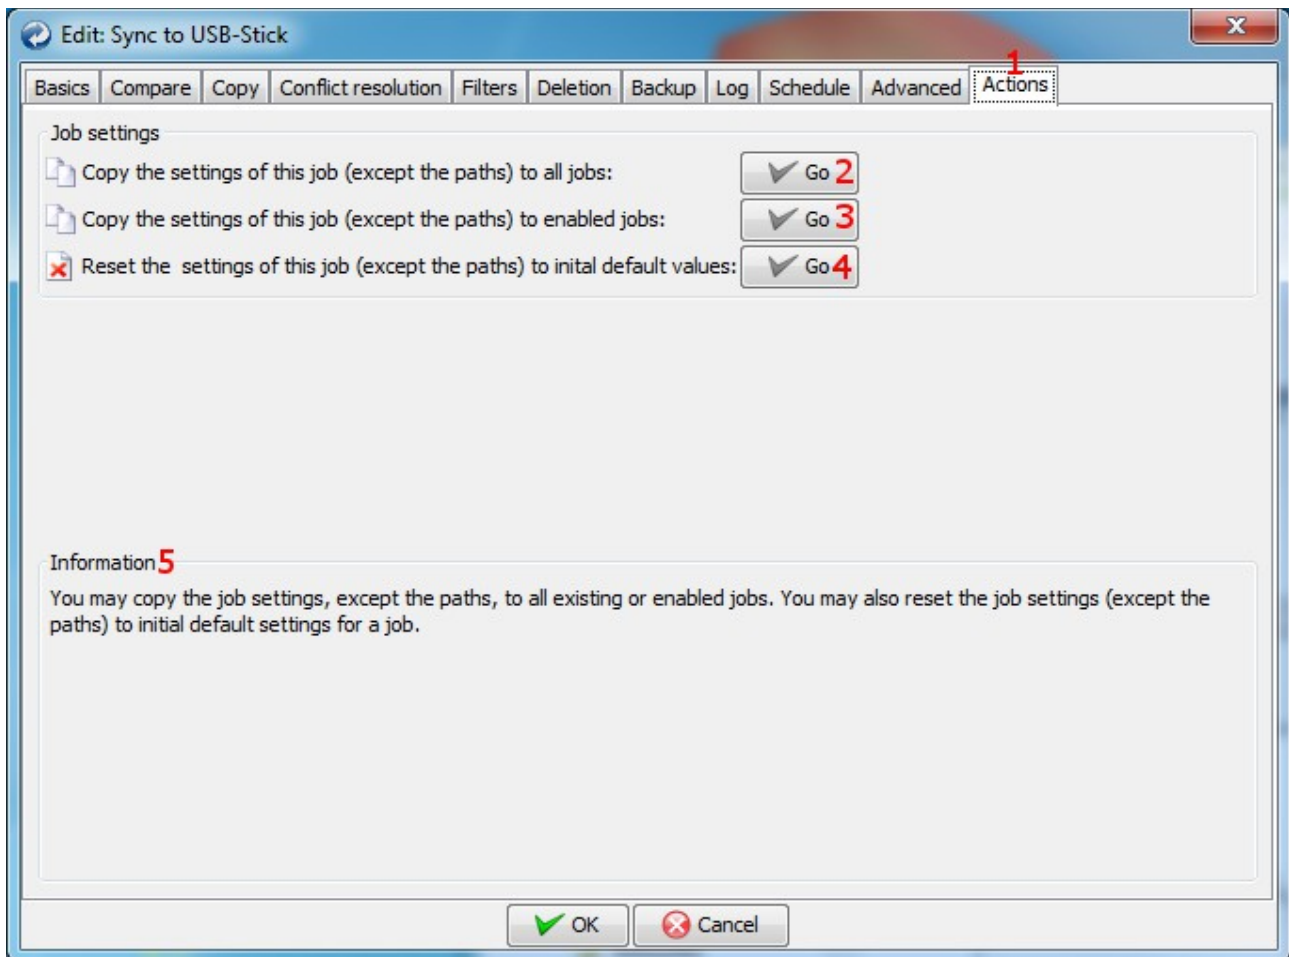 Edit: Sync to USB-Stick
x
1
Basics Compare Copy Conflict resolution Filters Deletion Backup Log Schedule Advanced Actions
Job settings
Copy the settings of this job (except the paths) to all jobs: Go 2
Copy the settings of this job (except the paths) to enabled jobs: Go 3
Reset the settings of this job (except the paths) to inital default values: Go 4
Information 5
You may copy the job settings, except the paths, to all existing or enabled jobs. You may also reset the job settings (except the
paths) to initial default settings for a job.
OK Cancel